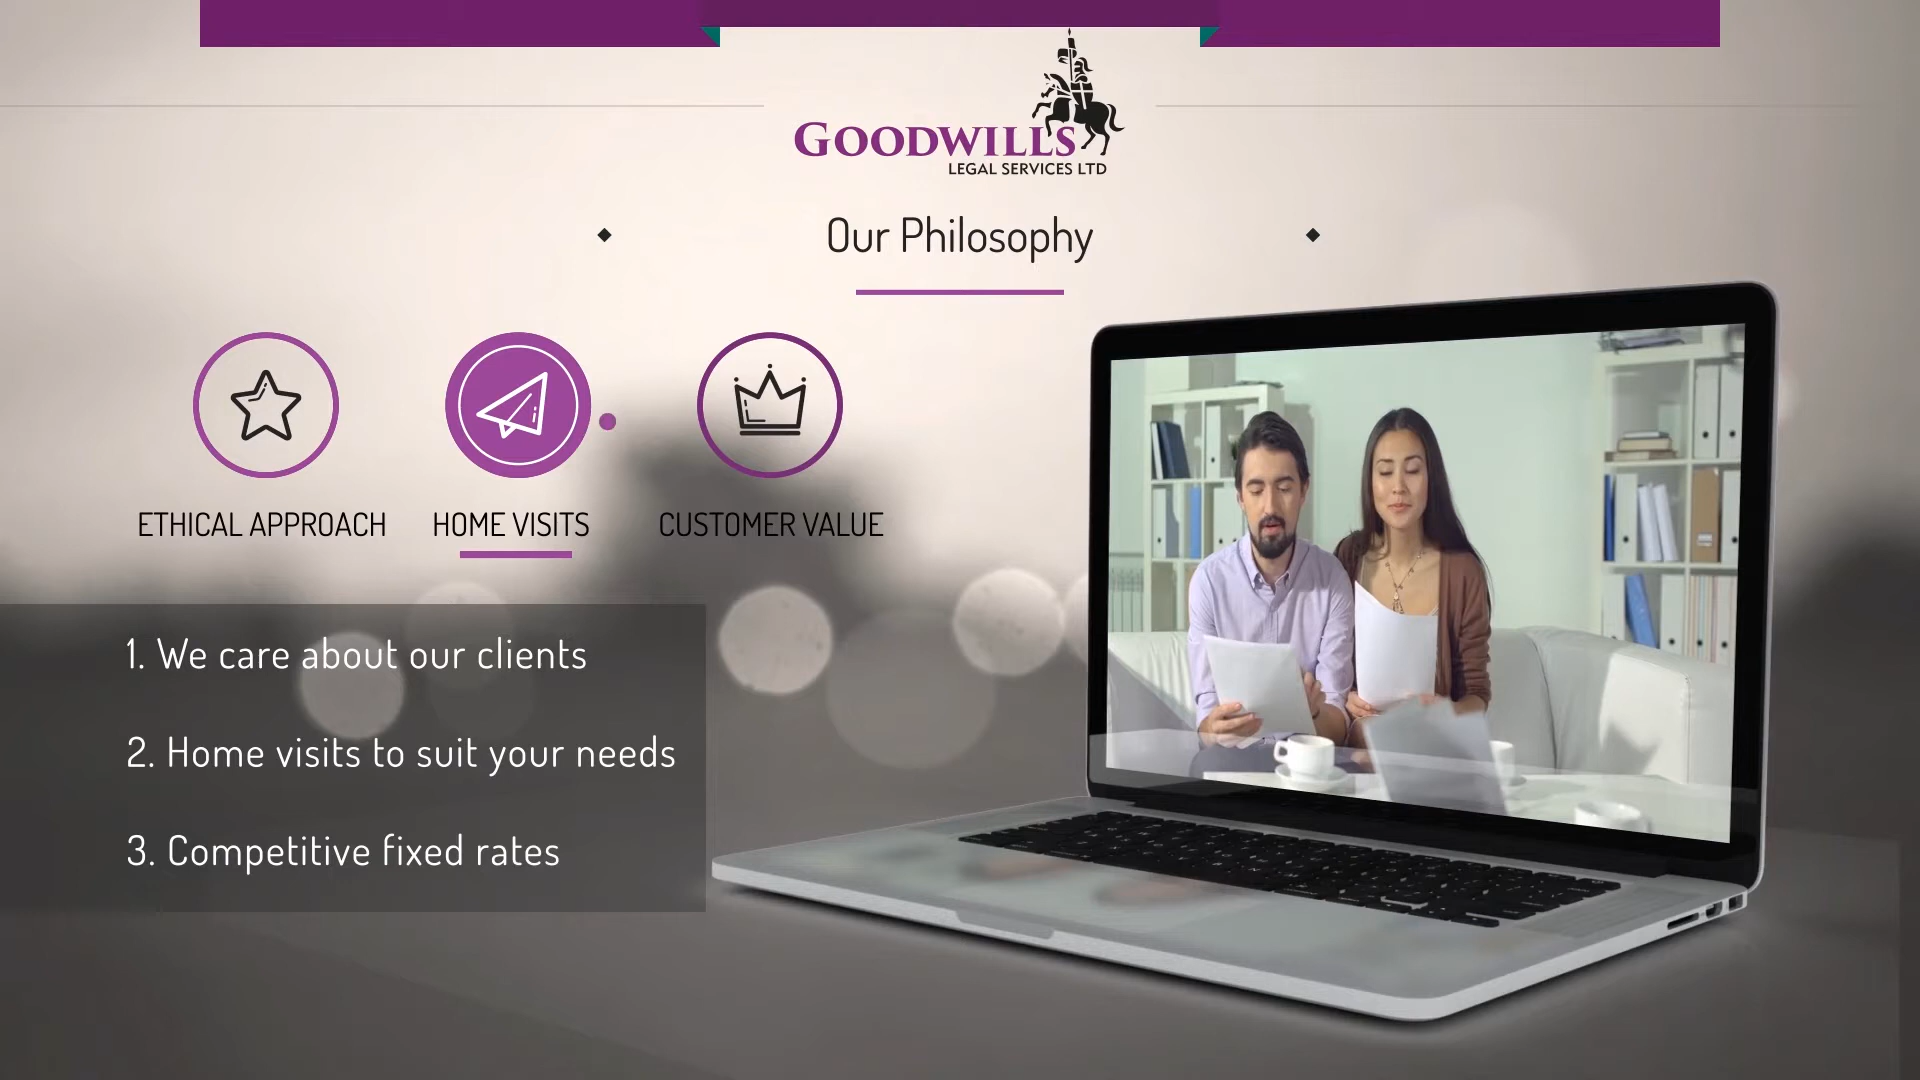 GOODWILLS
LEGAL SERVICES LTD
Our Philosophy
ETHICAL APPROACH
HOME VISITS
CUSTOMER VALUE
1. We care about our clients
2. Home visits to suit your needs
3. Competitive fixed rates